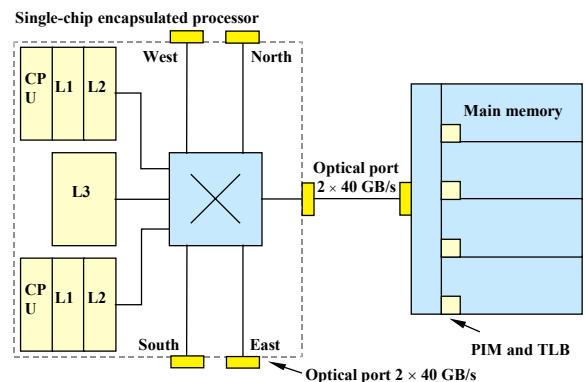 Single-chip encapsulated processor
West
North
CP
U
L1
L2
Main memory
L3
Optical port
2 × 40 GB/s
CP
U
L1
L2
South
East
PIM and TLB
Optical port 2 × 40 GB/s